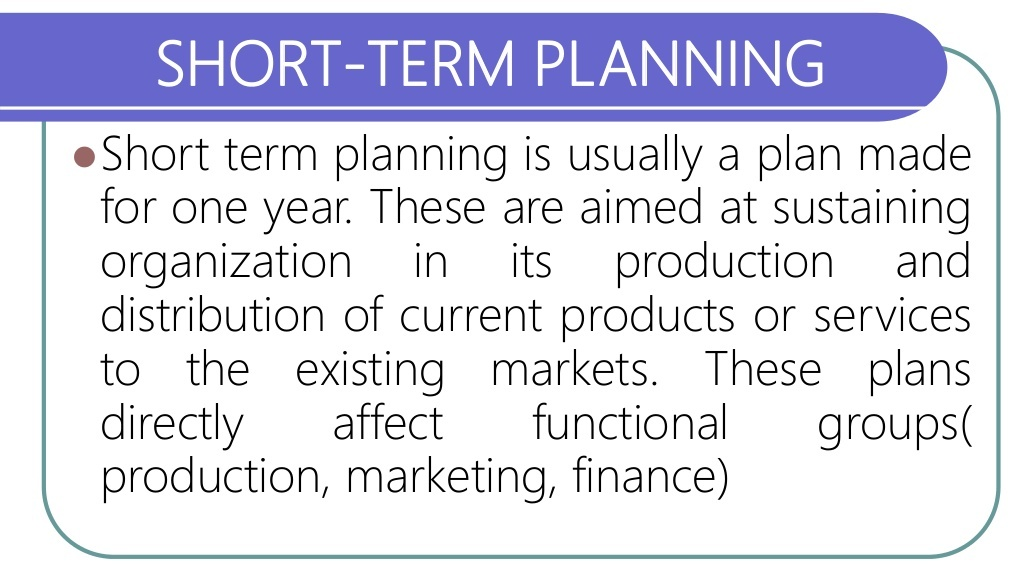 SHORT-TERM PLANNING
●Short term planning is usually a plan made
for one year. These are aimed at sustaining
organization in its production and
distribution of current products or services
to the existing markets. These plans
directly affect functional groups(
production, marketing, finance)